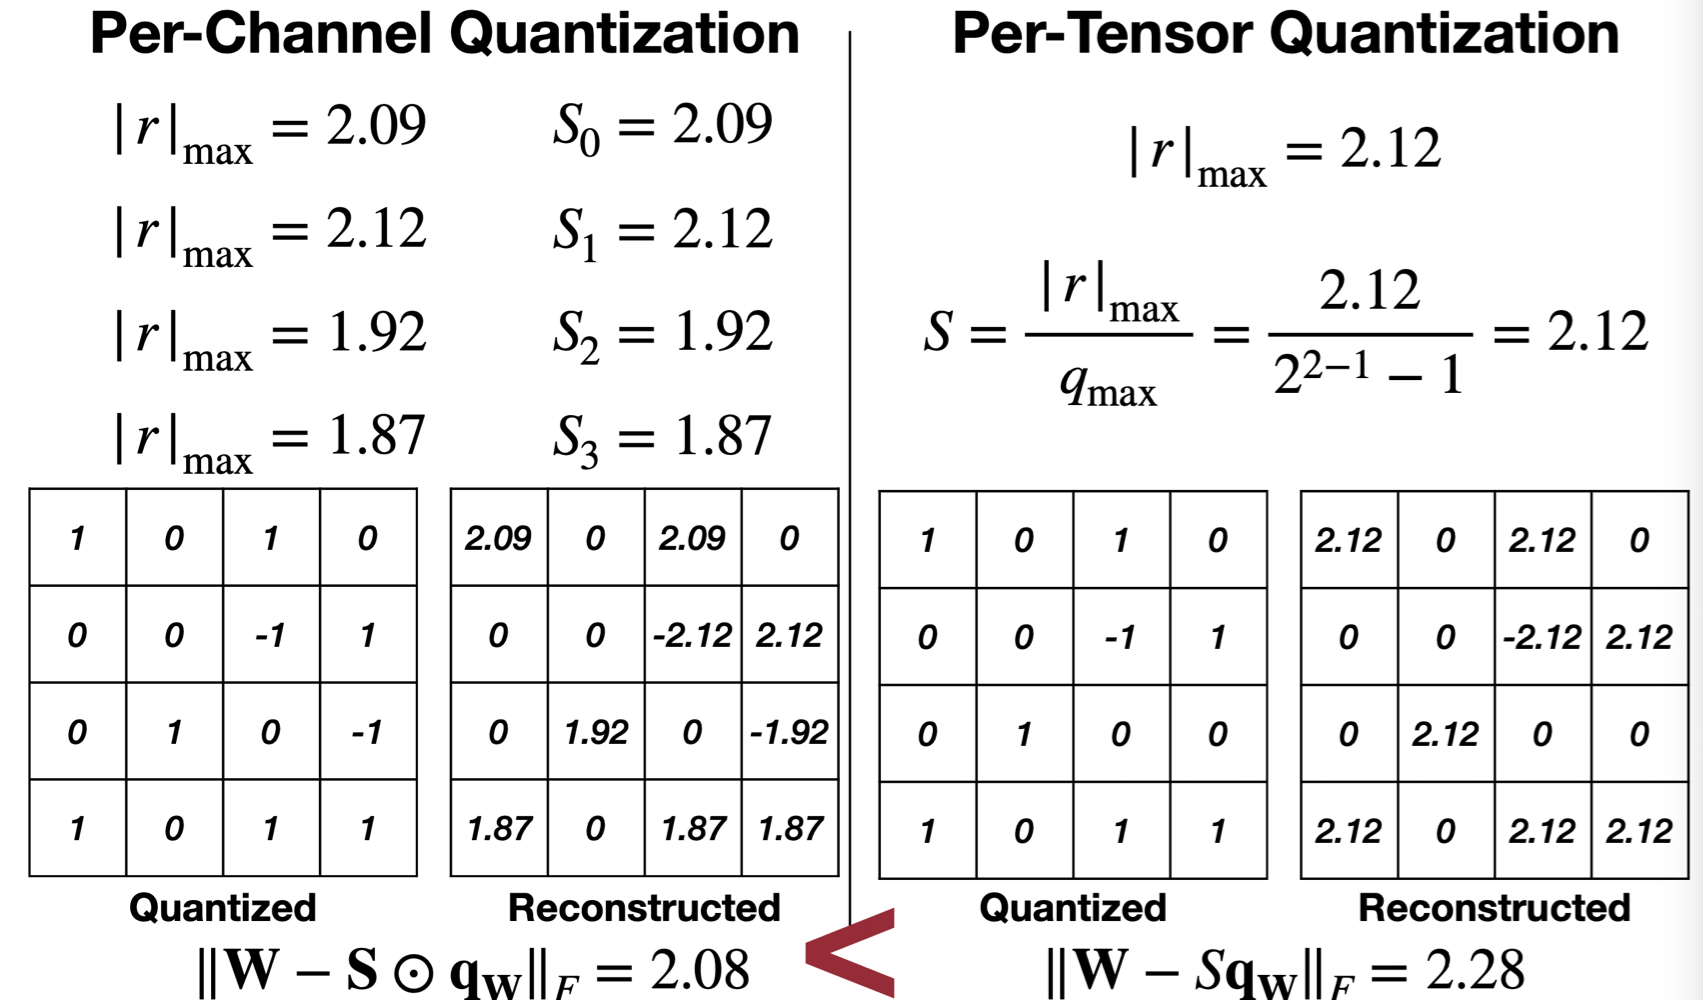 Per-Channel Quantization
|r|max = 2.09 S0 = 2.09
|r|max = 2.12 S1 = 2.12
|r|max = 1.92 S2 = 1.92
|r|max = 1.87 S3 = 1.87
1 0 1 0
0 0 -1 1
0 1 0 -1
1 0 1 1
Quantized
2.09 0 2.09 0
0 0 -2.12 2.12
0 1.92 0 -1.92
1.87 0 1.87 1.87
Reconstructed
‖W − S ⊙ qW‖F = 2.08
<
Per-Tensor Quantization
|r|max = 2.12
S = |r|max / qmax = 2.12 / 2^(2−1) − 1 = 2.12
1 0 1 0
0 0 -1 1
0 1 0 0
1 0 1 1
Quantized
2.12 0 2.12 0
0 0 -2.12 2.12
0 2.12 0 0
2.12 0 2.12 2.12
Reconstructed
‖W − SqW‖F = 2.28